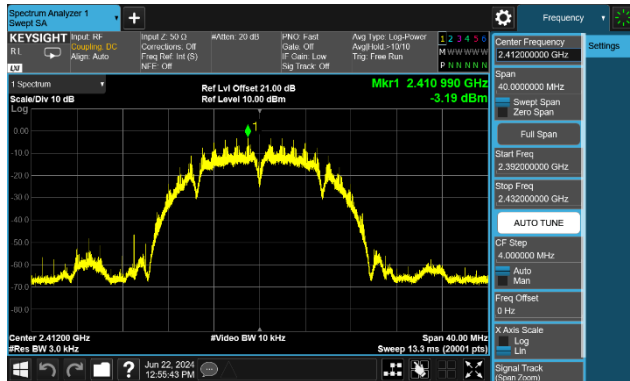 Spectrum Analyzer 1
Swept SA
Frequency
KEYSIGHT
Input: RF
Coupling: DC
Align: Auto
Input Z: 50 Ω
Corrections: Off
Freq Ref: Int (S)
NFE: Off
#Atten: 20 dB
PNO: Fast
Gate: Off
IF Gain: Low
Sig Track: Off
Avg Type: Log-Power
Avg|Hold:>10/10
Trig: Free Run
1 2 3 4 5 6
M W W W W W
P N N N N N
RL
LXI
1 Spectrum
Scale/Div 10 dB
Log
Ref Lvl Offset 21.00 dB
Ref Level 10.00 dBm
Mkr1 2.410 990 GHz
-3.19 dBm
1
0.00
-10.0
-20.0
-30.0
-40.0
-50.0
-60.0
-70.0
-80.0
Center 2.41200 GHz
#Res BW 3.0 kHz
#Video BW 10 kHz
Span 40.00 MHz
Sweep 13.3 ms (20001 pts)
Jun 22, 2024
12:55:43 PM
Center Frequency
2.412000000 GHz
Settings
Span
40.0000000 MHz
Swept Span
Zero Span
Full Span
Start Freq
2.392000000 GHz
Stop Freq
2.432000000 GHz
AUTO TUNE
CF Step
4.000000 MHz
Auto
Man
Freq Offset
0 Hz
X Axis Scale
Log
Lin
Signal Track
(Span Zoom)